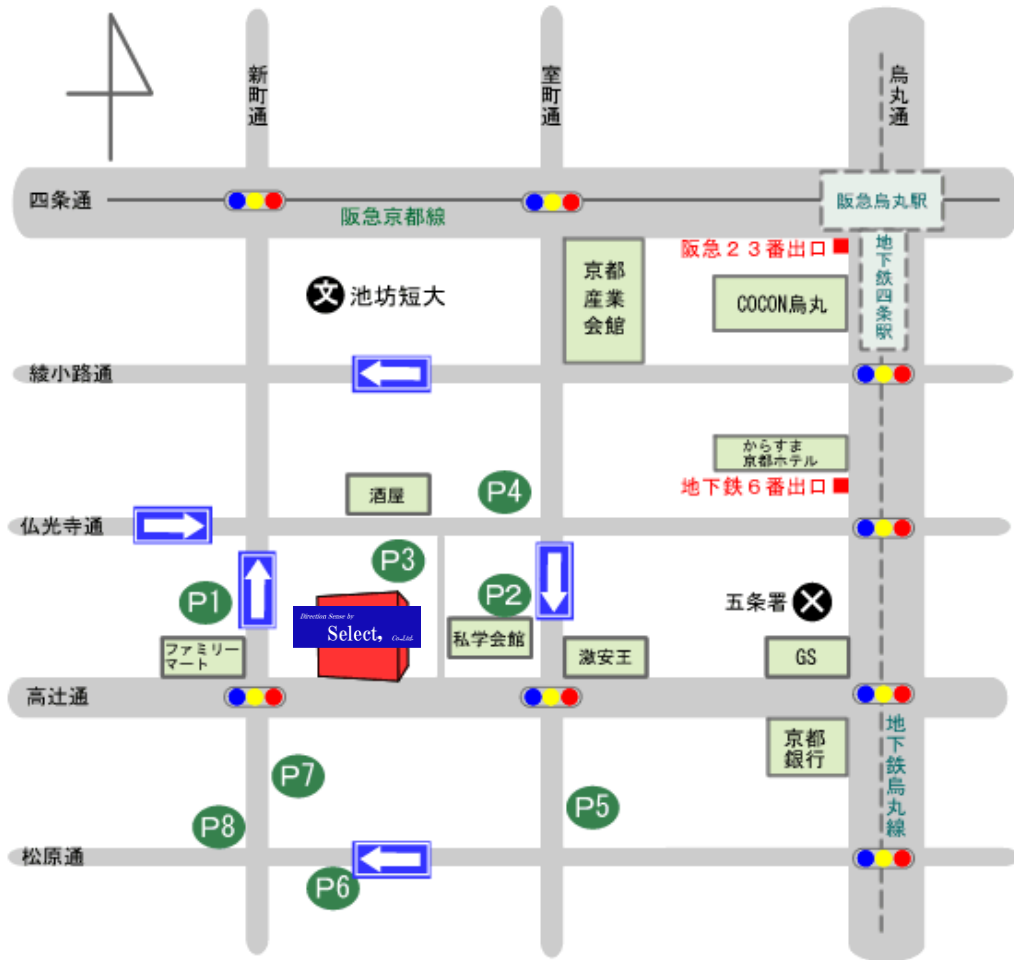 新町通
室町通
烏丸通
四条通
阪急京都線
阪急烏丸駅
阪急23番出口
地下鉄四条駅
文
池坊短大
京都
産業
会館
COCON烏丸
綾小路通
からすま
京都ホテル
地下鉄6番出口
酒屋
P4
仏光寺通
P3
P1
P2
五条署
Direction Sense by
Select, Co.,Ltd.
ファミリー
マート
私学会館
激安王
GS
高辻通
京都
銀行
地下鉄烏丸線
P7
P8
P5
松原通
P6